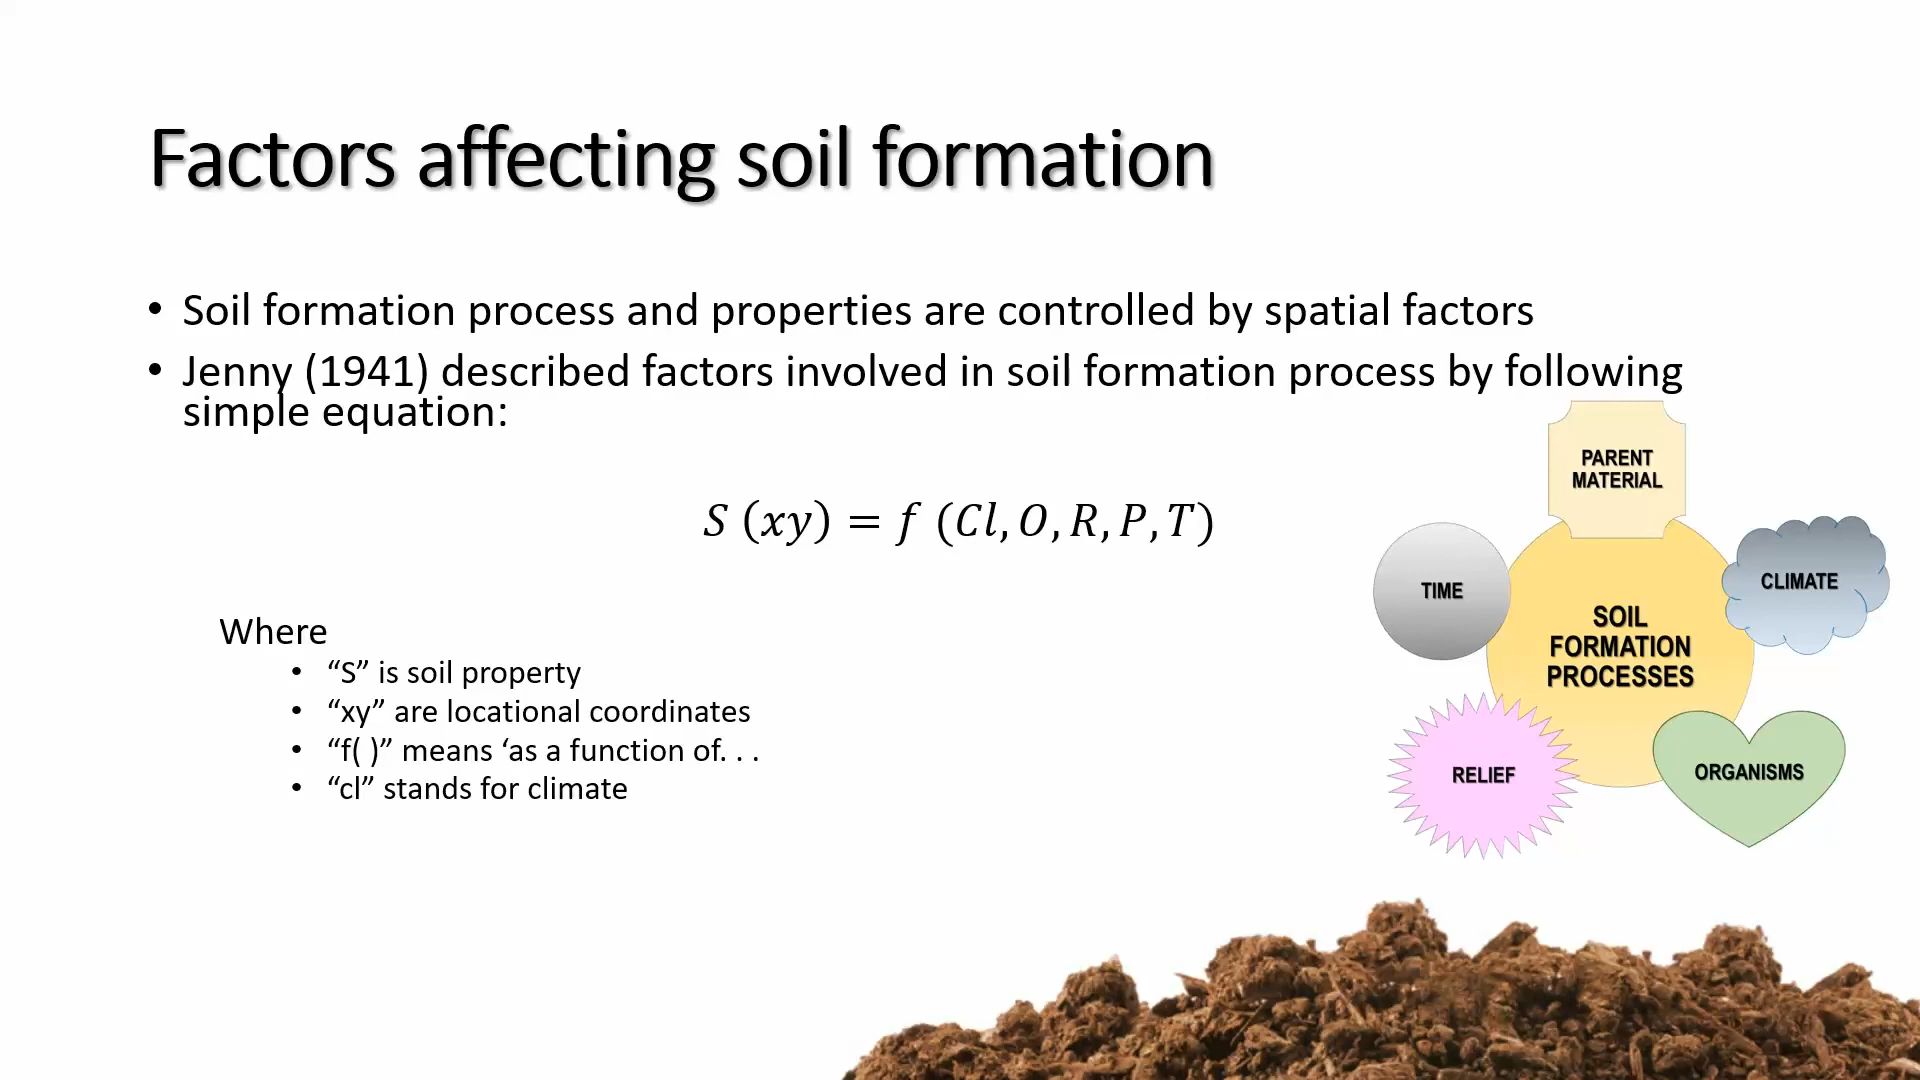 Factors affecting soil formation
• Soil formation process and properties are controlled by spatial factors
• Jenny (1941) described factors involved in soil formation process by following
simple equation:
S (xy) = f (Cl, O, R, P, T)
Where
• “S” is soil property
• “xy” are locational coordinates
• “f( )” means ‘as a function of. . .
• “cl” stands for climate
PARENT
MATERIAL
TIME
CLIMATE
SOIL
FORMATION
PROCESSES
RELIEF
ORGANISMS